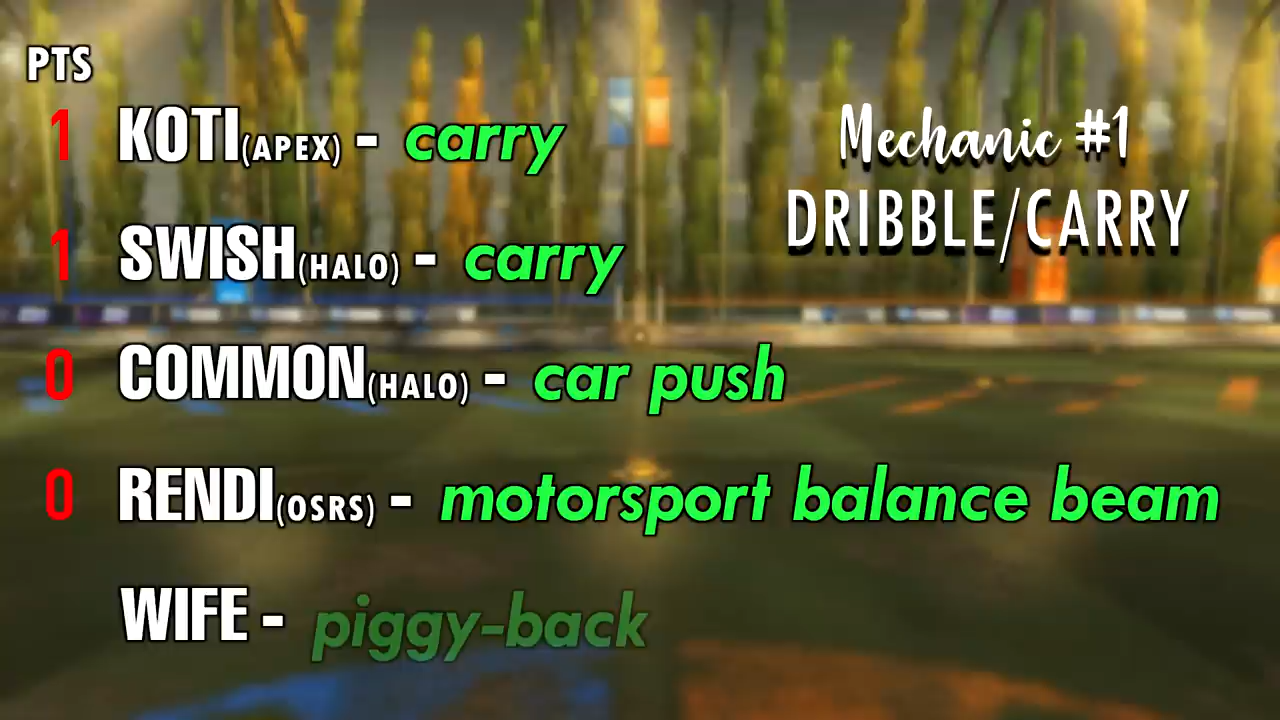 PTS
1 KOTI(APEX) - carry
Mechanic #1
DRIBBLE/CARRY
1 SWISH(HALO) - carry
0 COMMON(HALO) - car push
0 RENDI(OSRS) - motorsport balance beam
WIFE - piggy-back